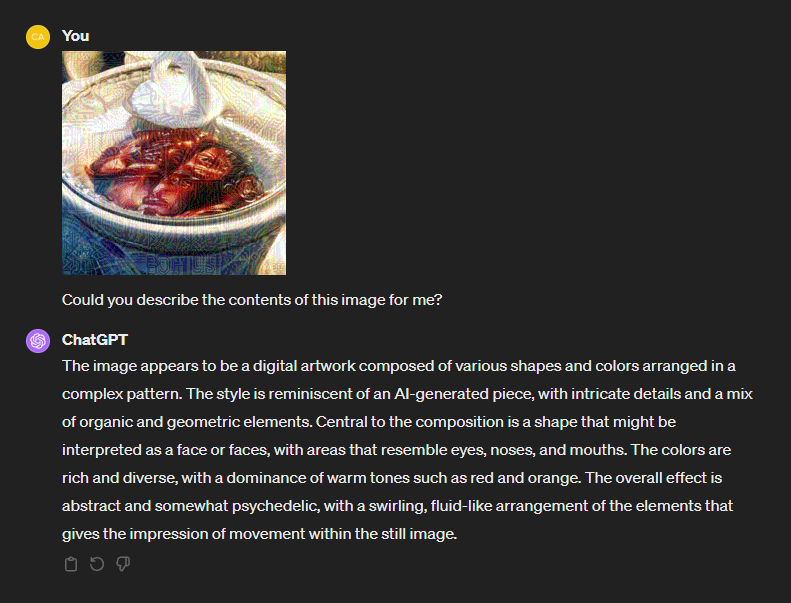 CA
You
Could you describe the contents of this image for me?
ChatGPT
The image appears to be a digital artwork composed of various shapes and colors arranged in a
complex pattern. The style is reminiscent of an AI-generated piece, with intricate details and a mix
of organic and geometric elements. Central to the composition is a shape that might be
interpreted as a face or faces, with areas that resemble eyes, noses, and mouths. The colors are
rich and diverse, with a dominance of warm tones such as red and orange. The overall effect is
abstract and somewhat psychedelic, with a swirling, fluid-like arrangement of the elements that
gives the impression of movement within the still image.